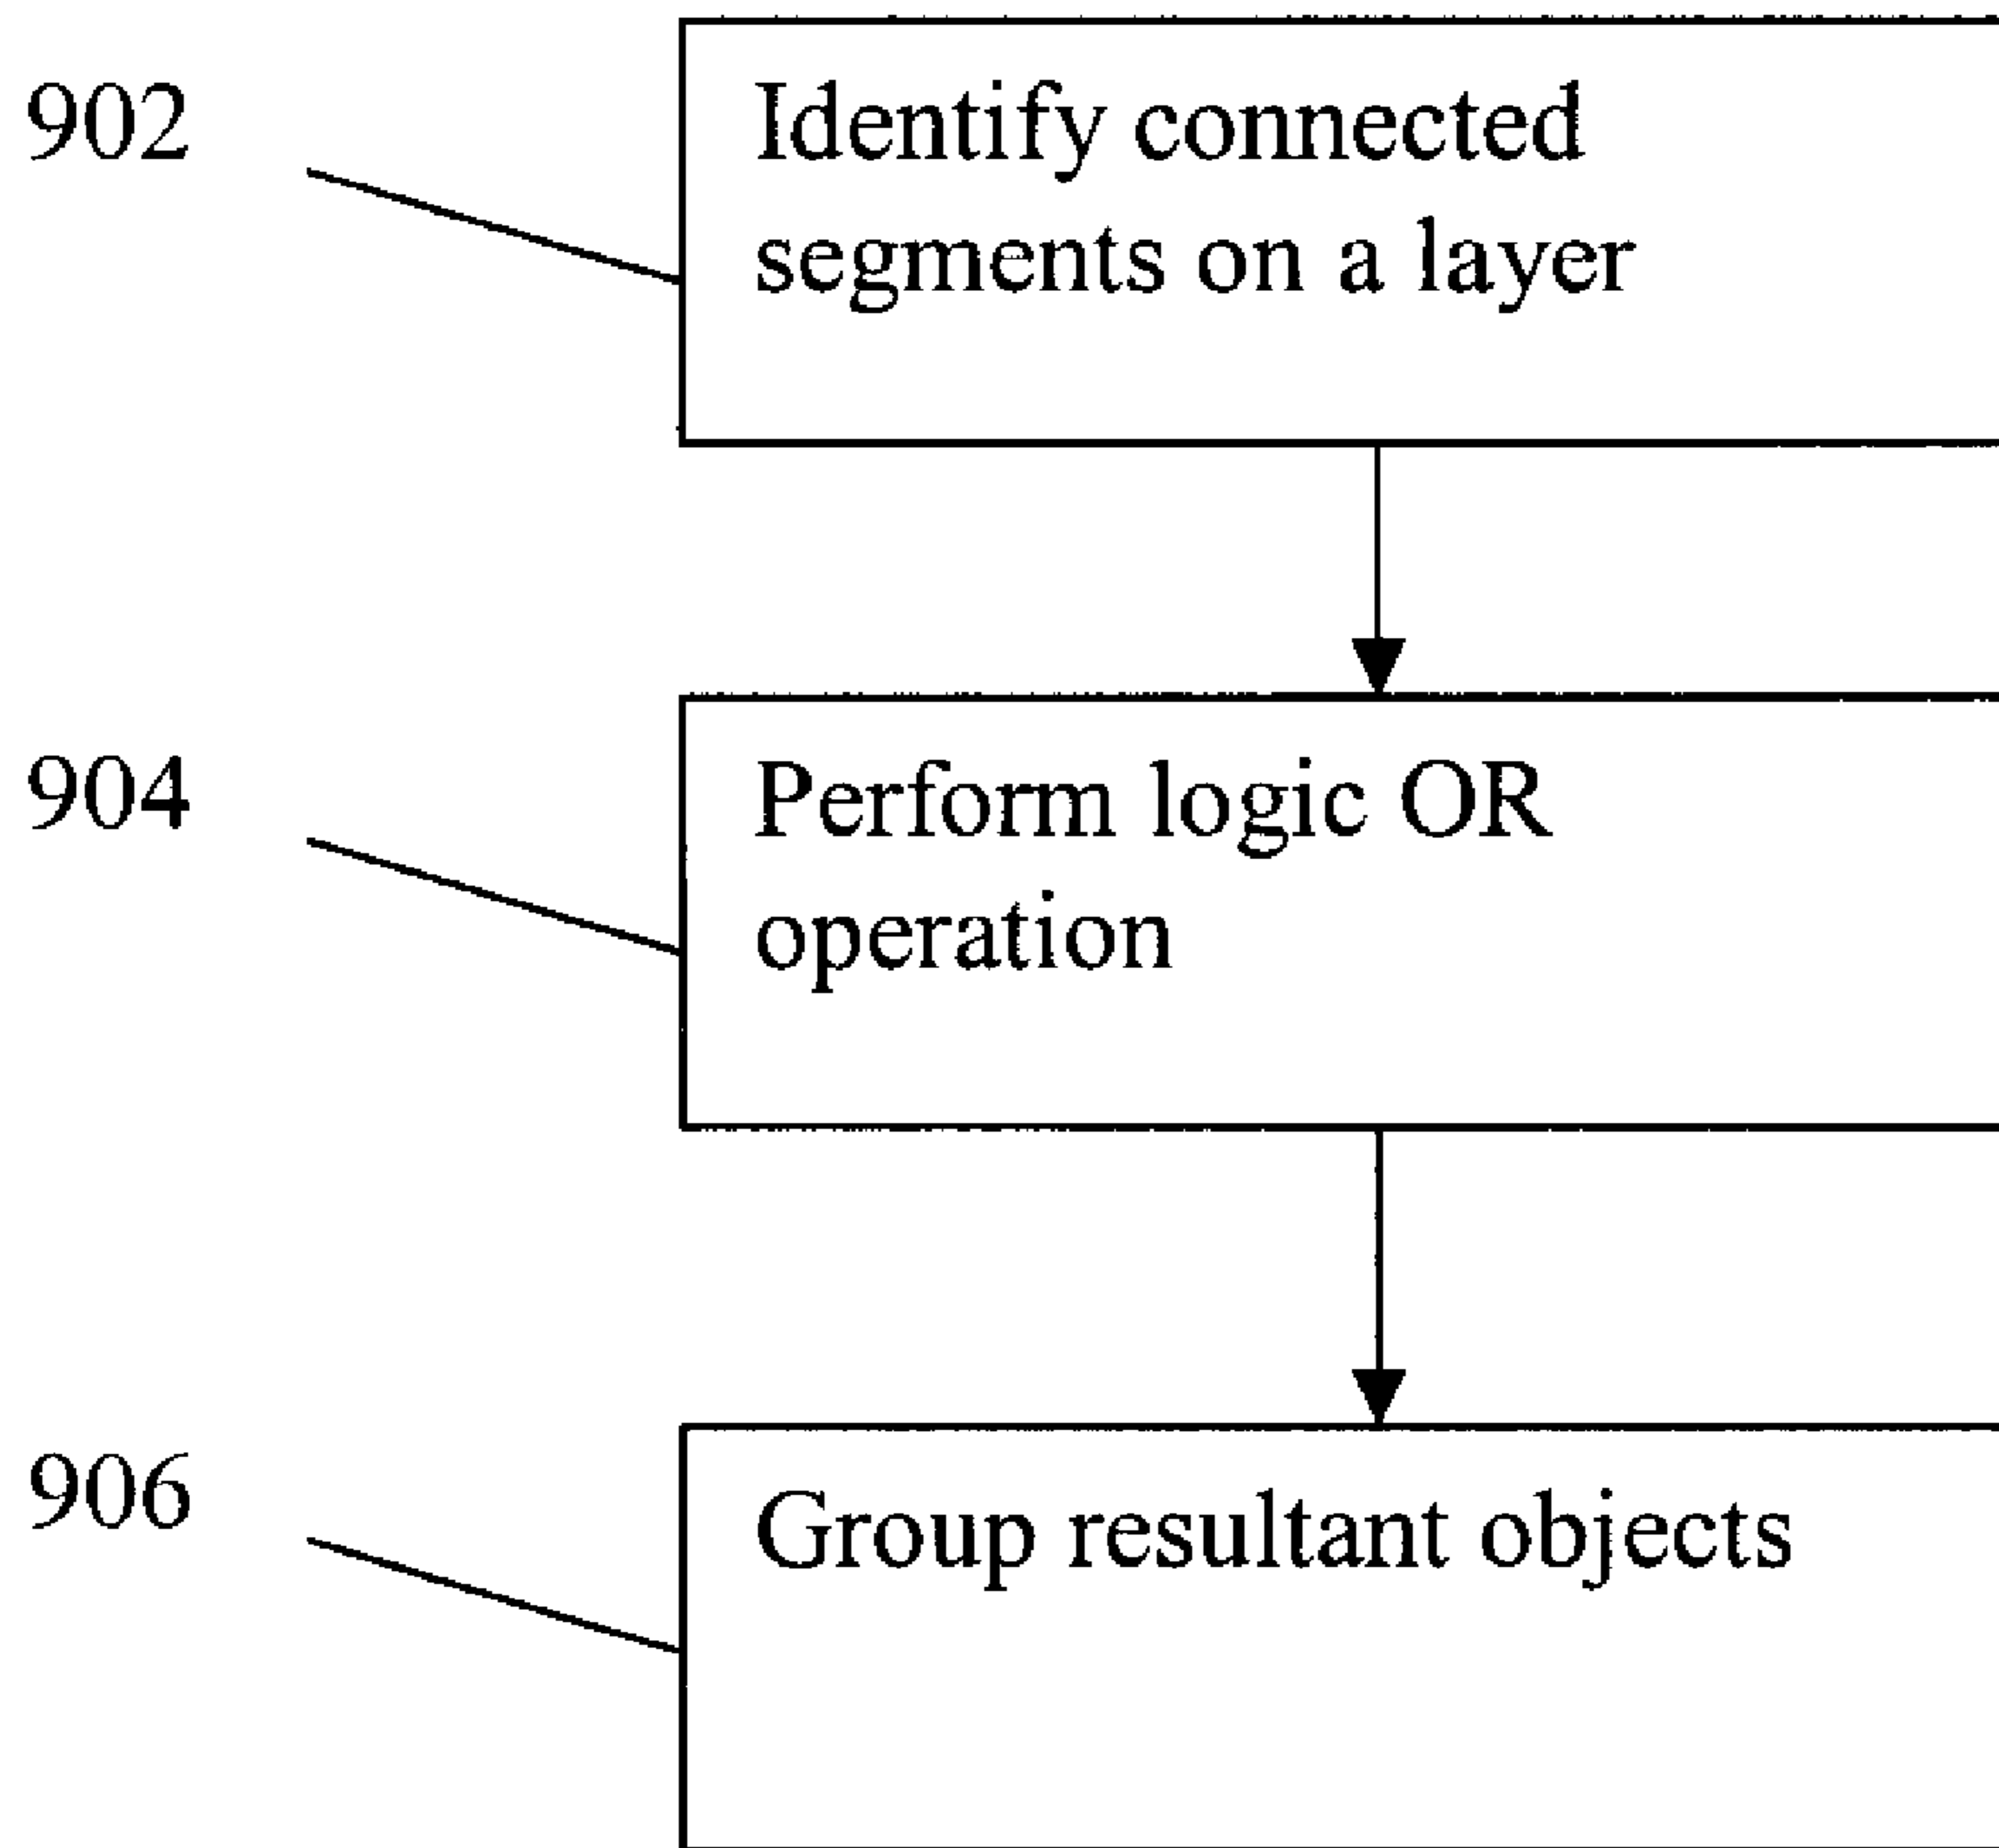 902
Identify connected
segments on a layer
904
Perform logic OR
operation
906
Group resultant objects